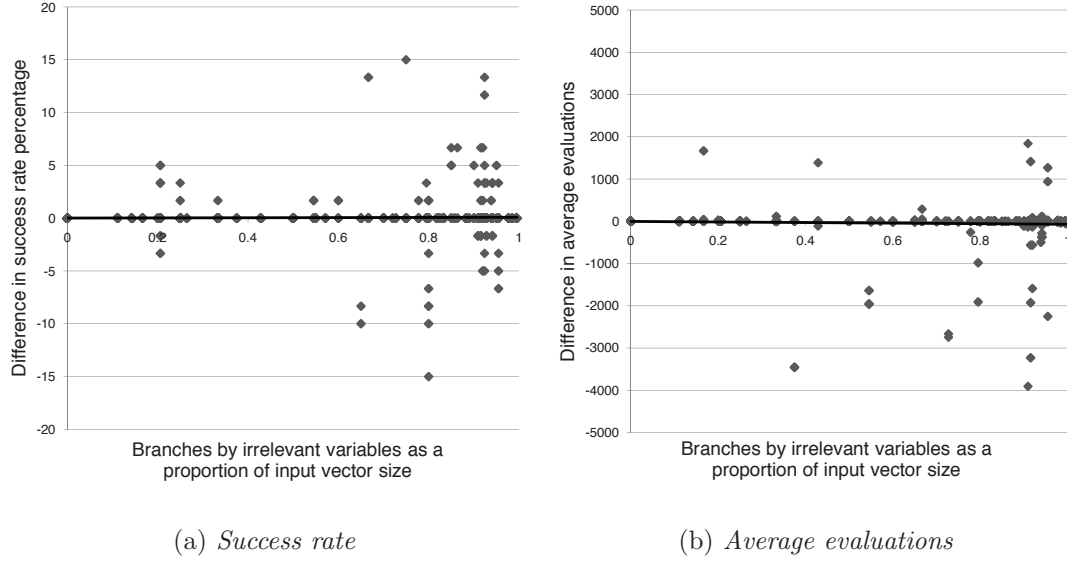 20
15
10
5
0
-5
-10
-15
-20
0 0.2 0.4 0.6 0.8 1
Difference in success rate percentage
Branches by irrelevant variables as a
proportion of input vector size
(a) Success rate
5000
4000
3000
2000
1000
0
-1000
-2000
-3000
-4000
-5000
0 0.2 0.4 0.6 0.8 1
Difference in average evaluations
Branches by irrelevant variables as a
proportion of input vector size
(b) Average evaluations